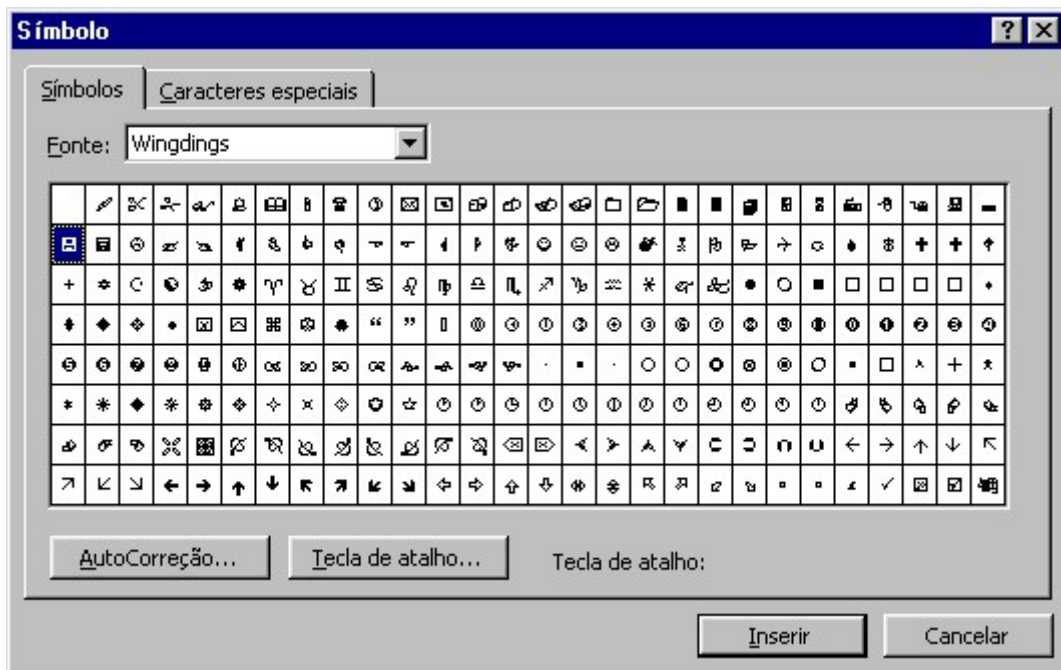 Símbolo
Símbolos Caracteres especiais
Fonte: Wingdings
AutoCorreção... Tecla de atalho... Tecla de atalho:
Inserir Cancelar